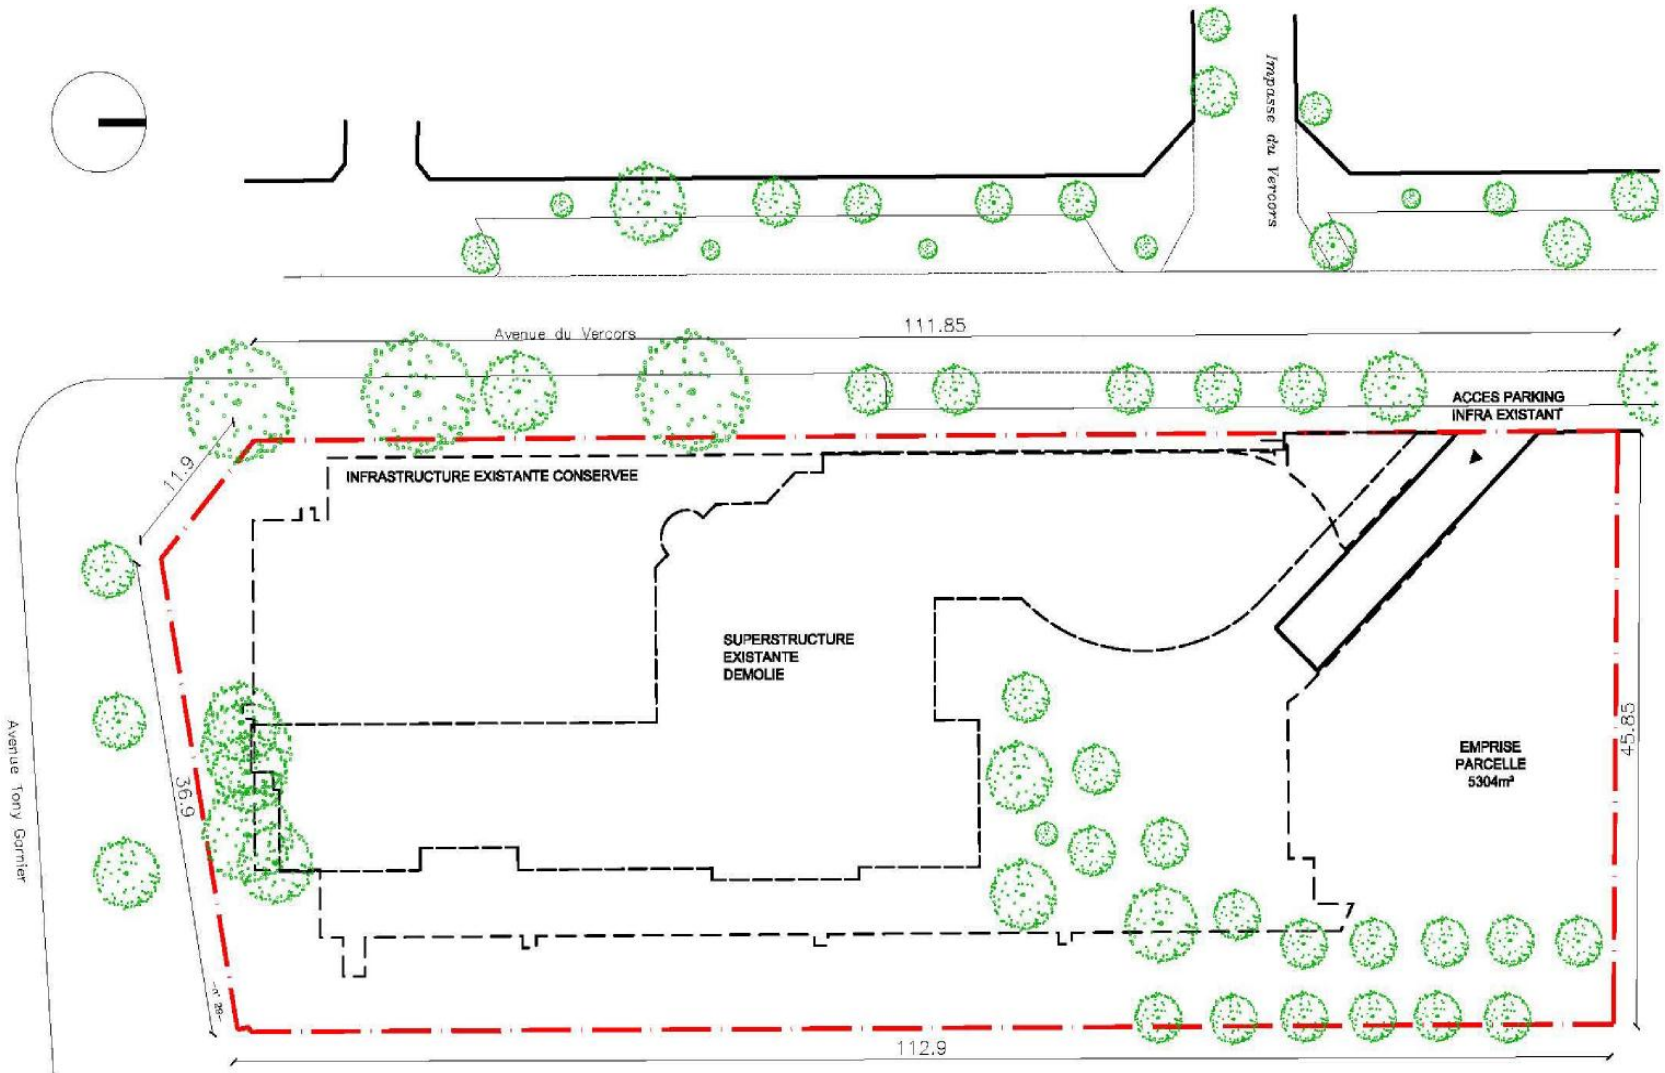 Impasse du Vercors
Avenue du Vercors
111.85
ACCES PARKING
INFRA EXISTANT
11.9
INFRASTRUCTURE EXISTANTE CONSERVEE
SUPERSTRUCTURE
EXISTANTE
DEMOLIE
45.85
EMPRISE
PARCELLE
5304m²
Avenue Tony Garnier
36.9
112.9